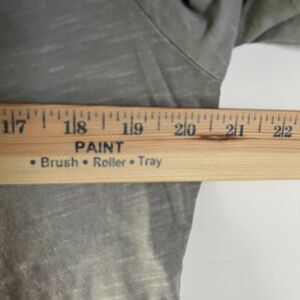 17 18 19 20 21 22
PAINT
• Brush • Roller • Tray